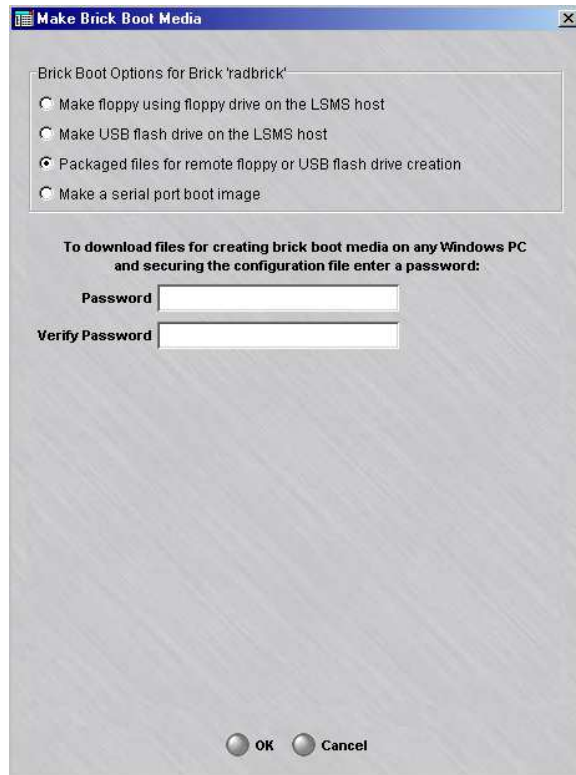 Make Brick Boot Media
Brick Boot Options for Brick 'radbrick'
Make floppy using floppy drive on the LSMS host
Make USB flash drive on the LSMS host
Packaged files for remote floppy or USB flash drive creation
Make a serial port boot image
To download files for creating brick boot media on any Windows PC
and securing the configuration file enter a password:
Password
Verify Password
OK Cancel